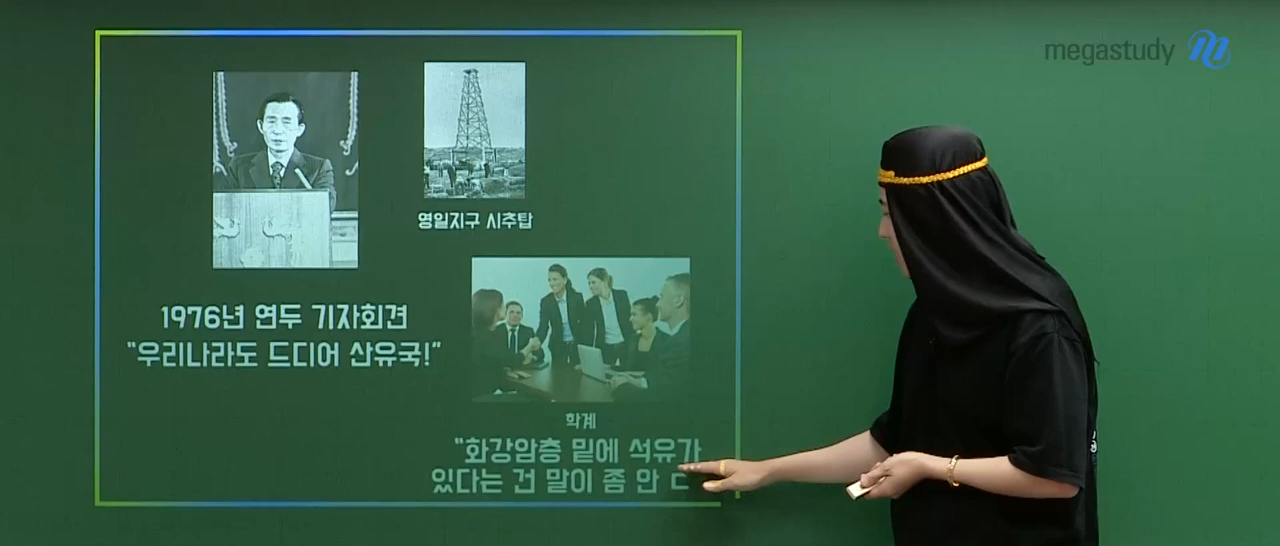 megastudy
영일지구 시추탑
1976년 연두 기자회견
"우리나라도 드디어 산유국!"
학계
"화강암층 밑에 석유가
있다는 건 말이 좀 안 ㄷ